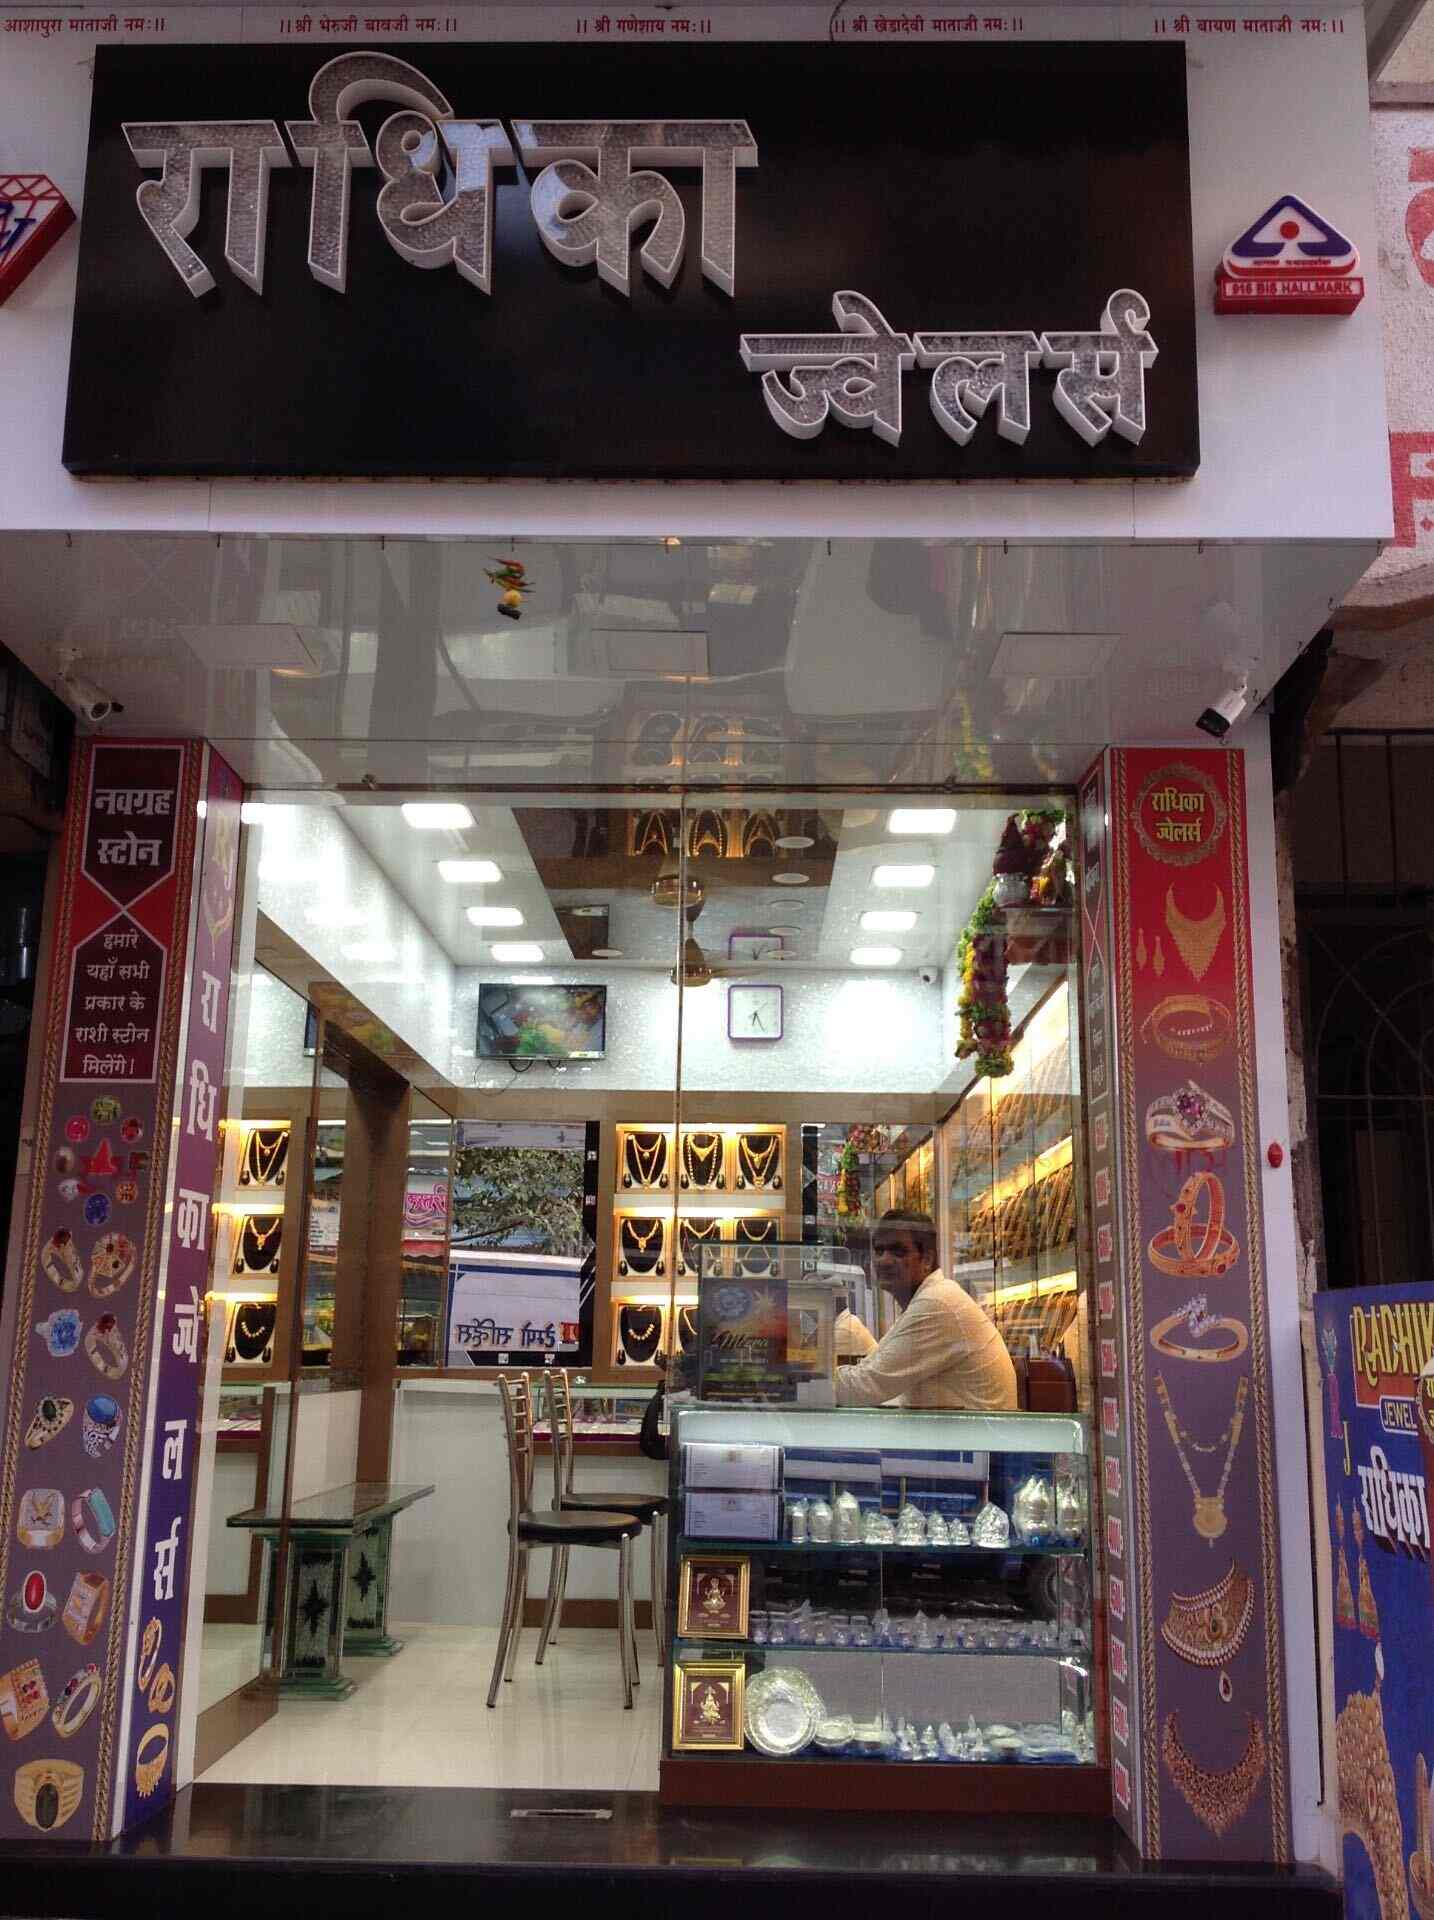 आशापुरा माताजी नमः।।
।। श्री भेरुजी बावजी नमः।।
।। श्री गणेशाय नमः।।
।। श्री खेडादेवी माताजी नमः।।
।। श्री बायण माताजी नमः।।
राधिका
ज्वेलर्स
916 BIS HALLMARK
नवग्रह
स्टोन
हमारे
यहाँ सभी
प्रकार के
राशी स्टोन
मिलेंगे।
राधिका ज्वेलर्स
राधिका
ज्वेलर्स
RADHIK
JEWEL
राधिका